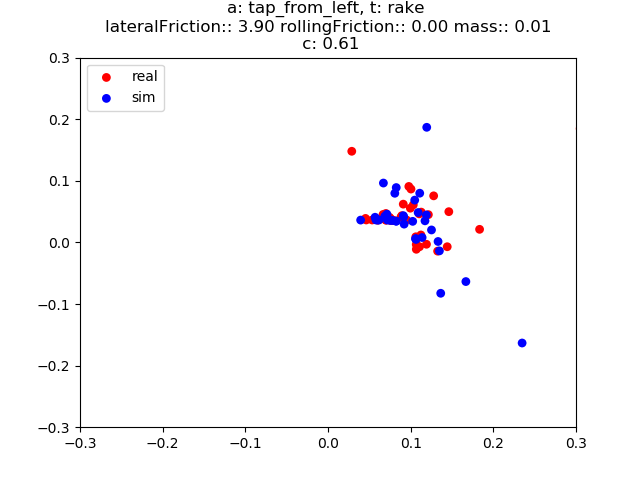 a: tap_from_left, t: rake
lateralFriction:: 3.90 rollingFriction:: 0.00 mass:: 0.01
c: 0.61
real
sim
0.3
0.2
0.1
0.0
−0.1
−0.2
−0.3
−0.3 −0.2 −0.1 0.0 0.1 0.2 0.3